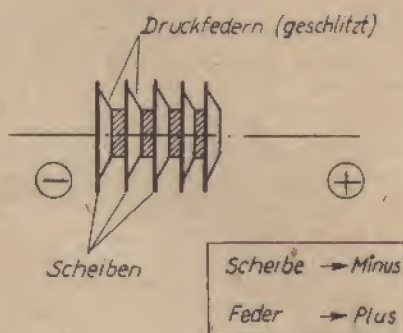 Druckfedern (geschlitzt)
−
+
Scheiben
Scheibe → Minus
Feder → Plus